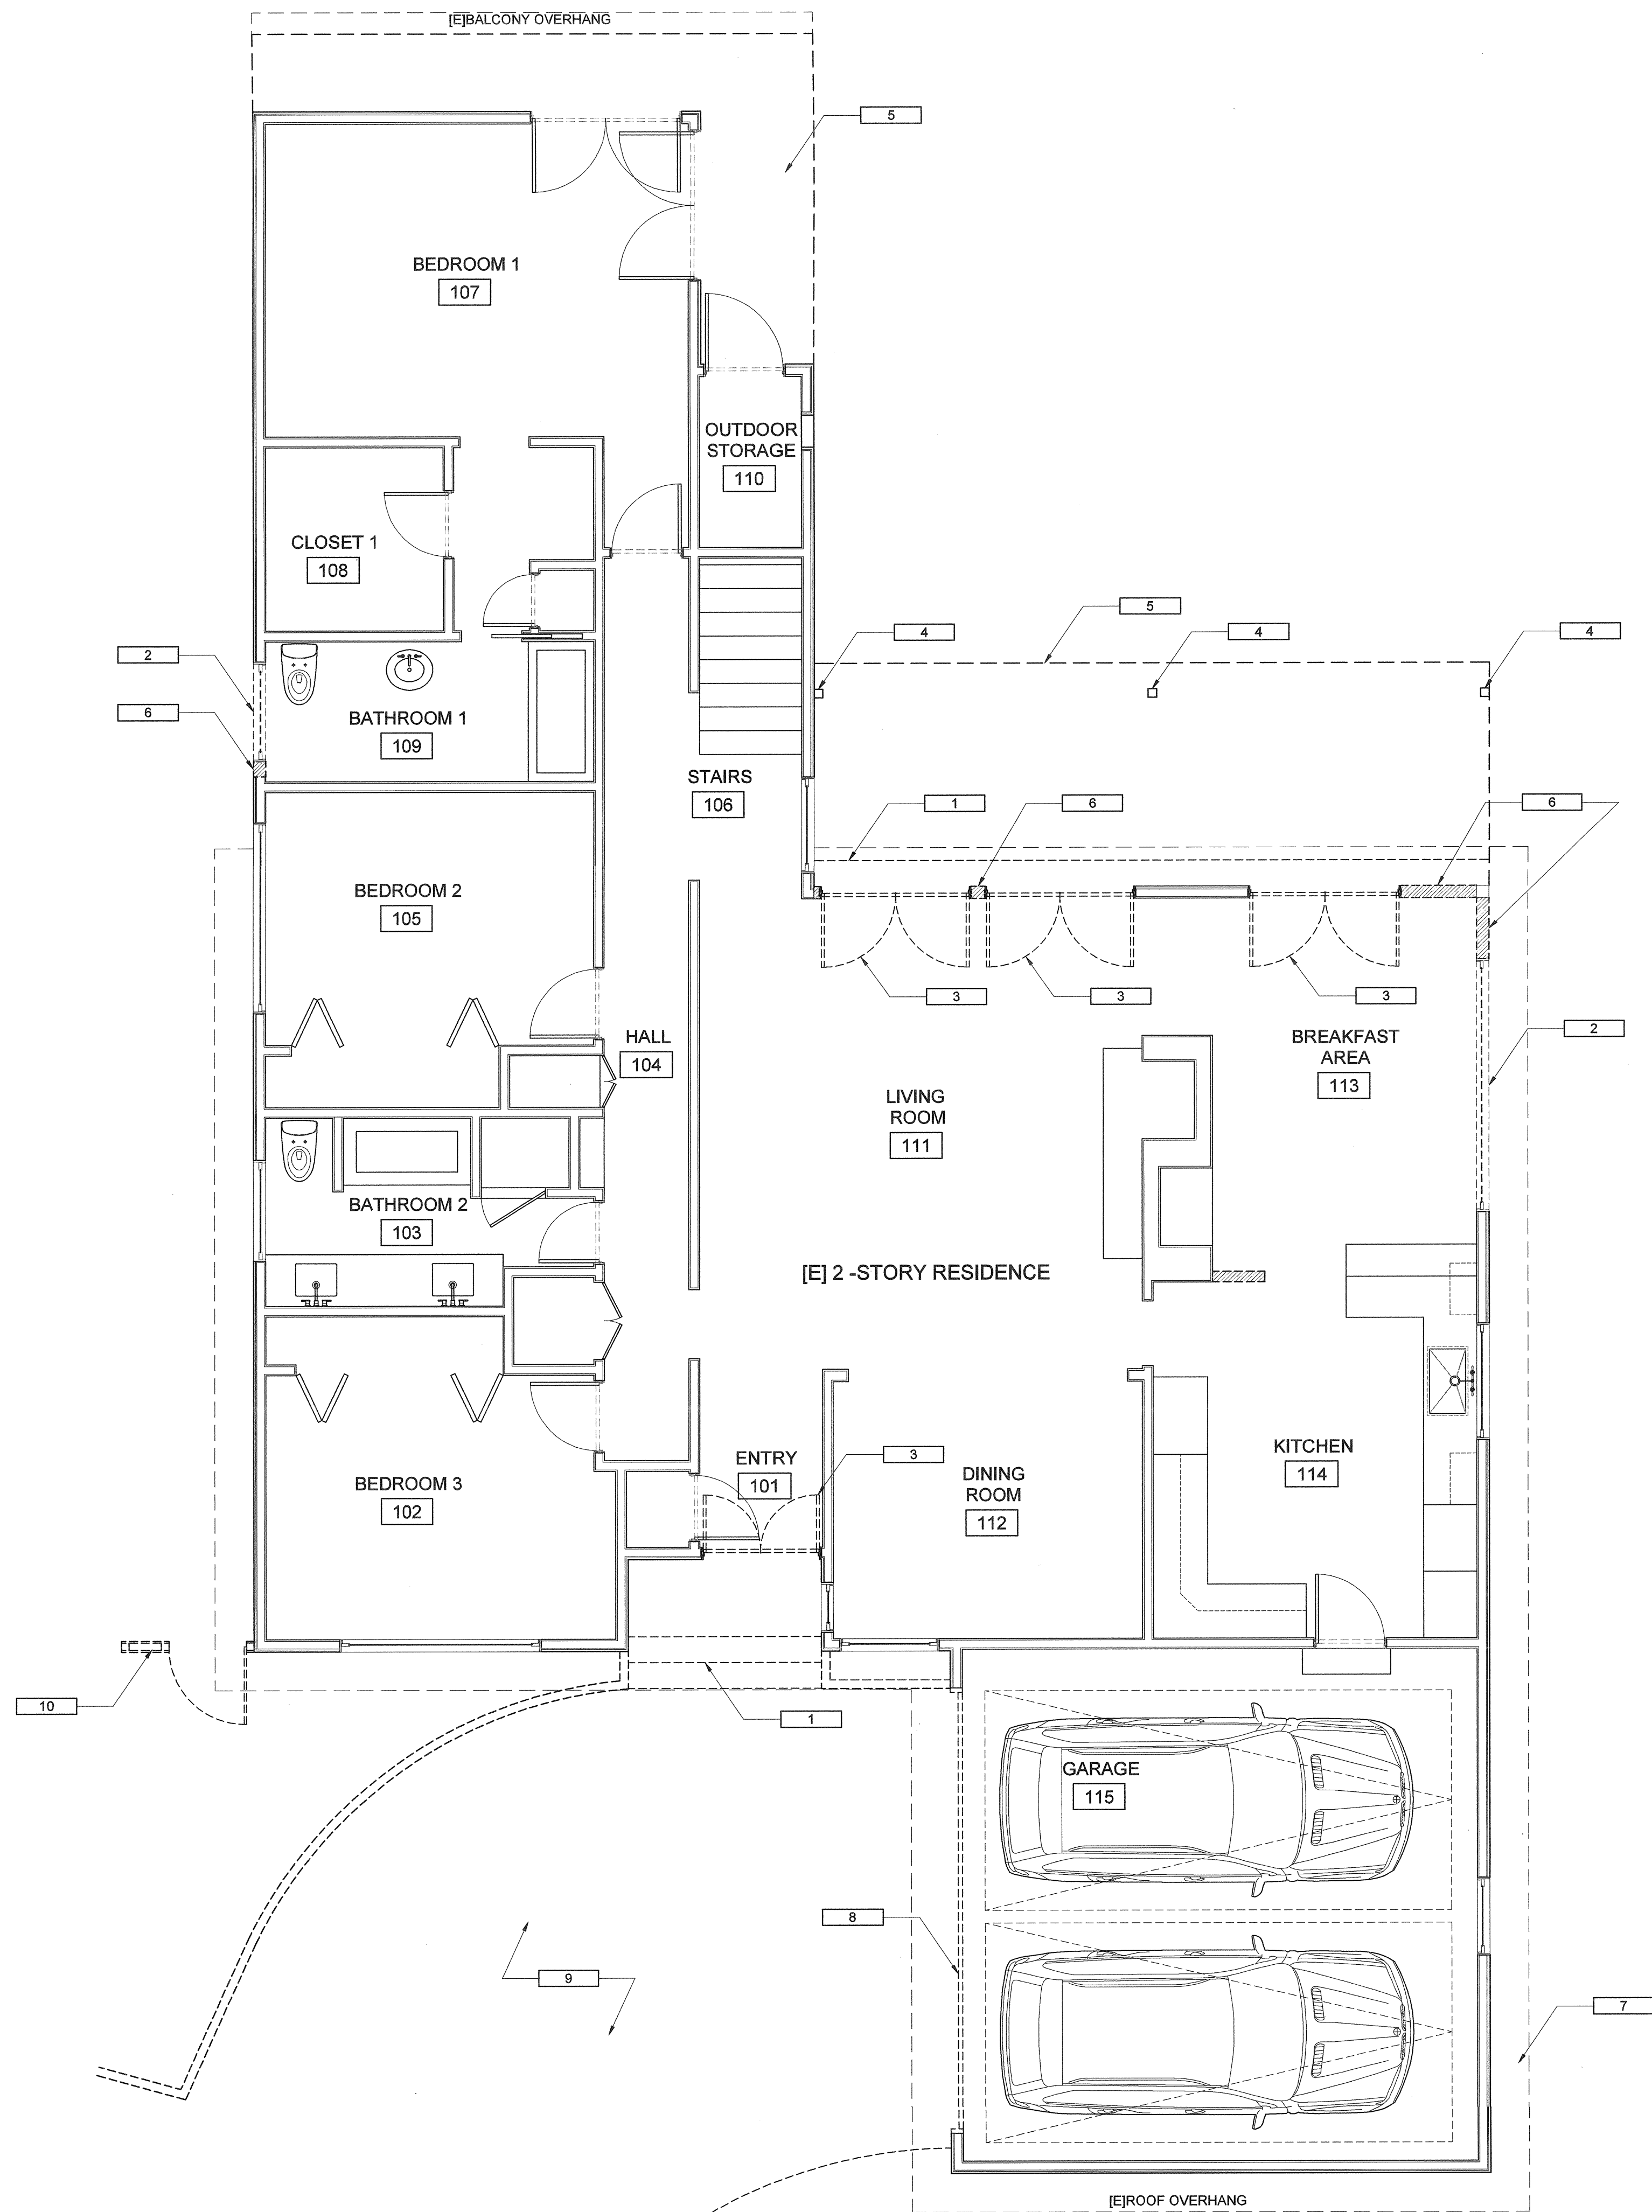 [E]BALCONY OVERHANG
5
BEDROOM 1
107
OUTDOOR
STORAGE
110
CLOSET 1
108
5
4
4
4
2
6
BATHROOM 1
109
STAIRS
106
1
6
6
BEDROOM 2
105
3
3
3
2
HALL
104
BREAKFAST
AREA
113
LIVING
ROOM
111
BATHROOM 2
103
[E] 2 -STORY RESIDENCE
ENTRY
101
3
KITCHEN
114
BEDROOM 3
102
DINING
ROOM
112
10
1
GARAGE
115
8
9
7
[E]ROOF OVERHANG